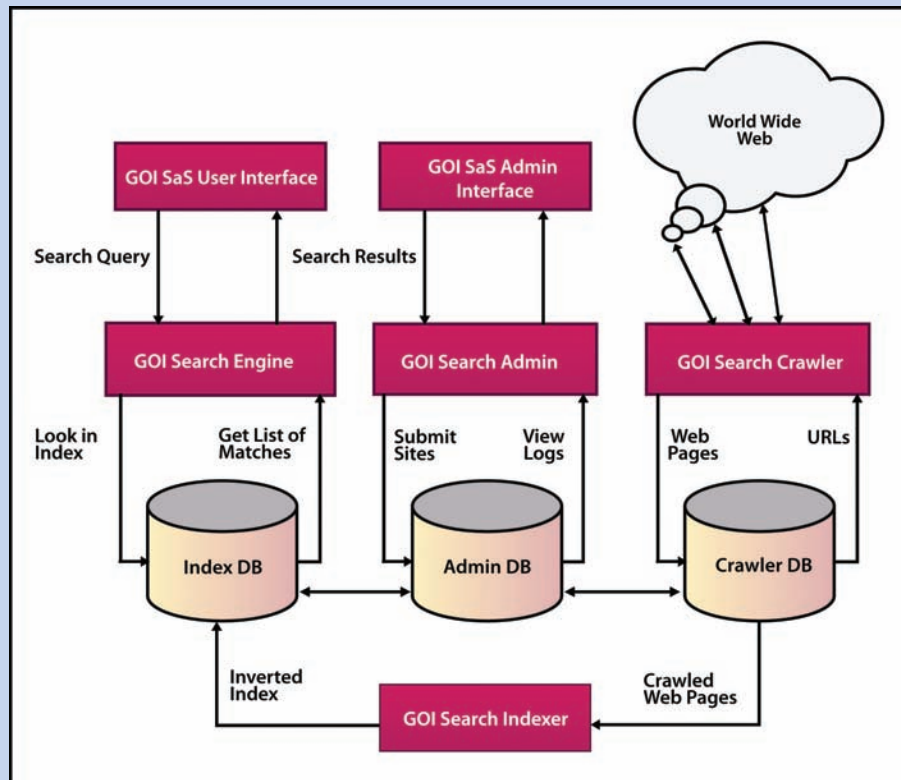 World Wide
Web
GOI SaS User Interface
GOI SaS Admin
Interface
Search Query
Search Results
GOI Search Engine
GOI Search Admin
GOI Search Crawler
Look in
Index
Get List of
Matches
Submit
Sites
View
Logs
Web
Pages
URLs
Index DB
Admin DB
Crawler DB
Inverted
Index
Crawled
Web Pages
GOI Search Indexer